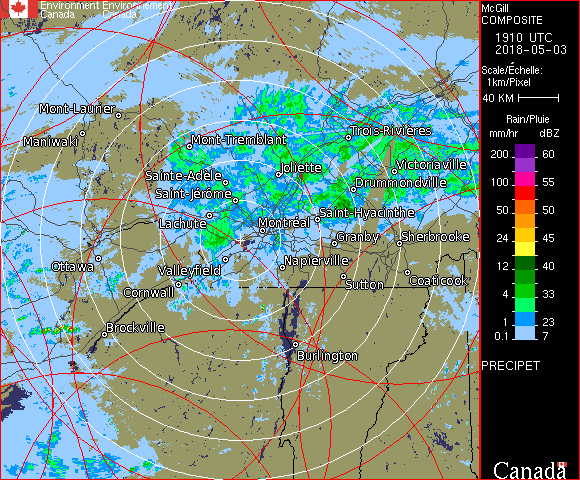 Environment Environnement
Canada Canada
Mont-Laurier
Maniwaki
Mont-Tremblant
Trois-Rivières
Joliette
Victoriaville
Sainte-Adèle
Drummondville
Saint-Jérôme
Saint-Hyacinthe
Lachute
Montréal
Granby
Sherbrooke
Ottawa
Valleyfield
Napierville
Cornwall
Sutton
Coaticook
Brockville
Burlington
McGill
COMPOSITE
1910 UTC
2018-05-03
Scale/Échelle:
1km/Pixel
40 KM
Rain/Pluie
mm/hr dBZ
200 60
100 55
50 50
24 45
12 40
4 33
1 23
0.1 7
PRECIPET
Canada